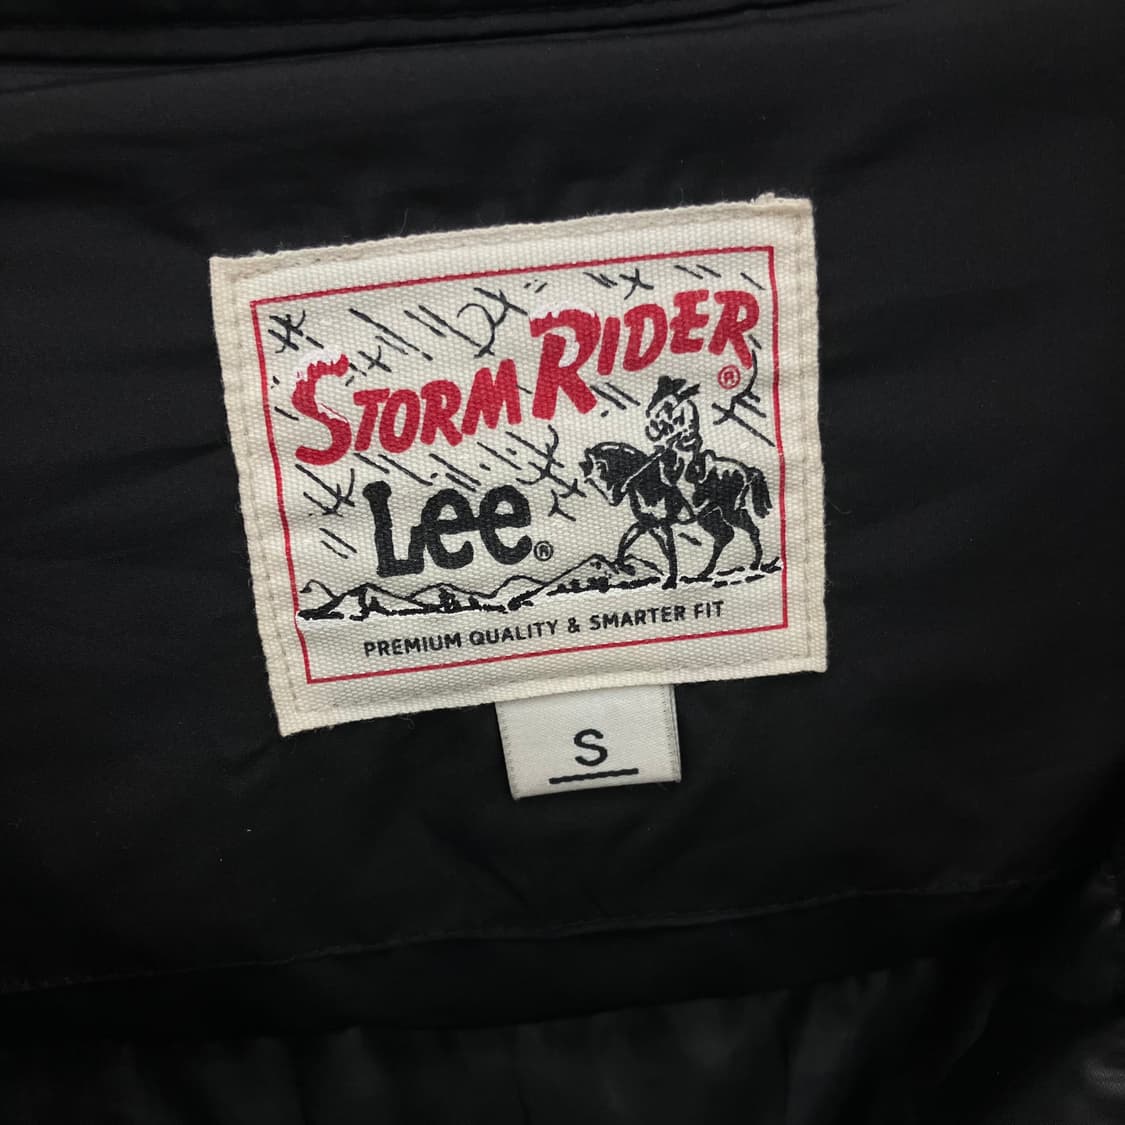 STORM RIDER ®
Lee ®
PREMIUM QUALITY & SMARTER FIT
S